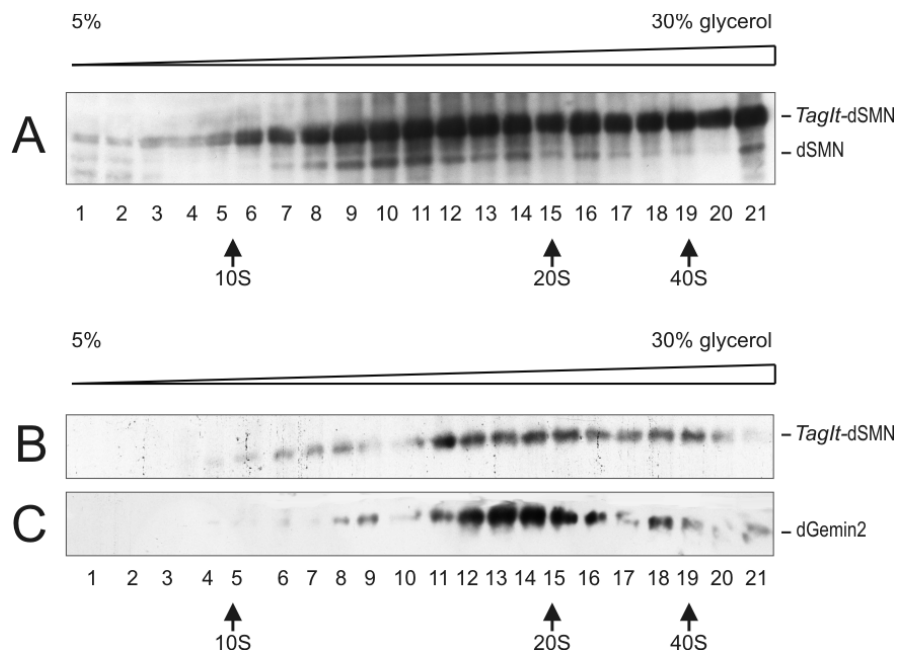 5% 30% glycerol
A
TagIt-dSMN
dSMN
1 2 3 4 5 6 7 8 9 10 11 12 13 14 15 16 17 18 19 20 21
10S 20S 40S
5% 30% glycerol
B
TagIt-dSMN
C
dGemin2
1 2 3 4 5 6 7 8 9 10 11 12 13 14 15 16 17 18 19 20 21
10S 20S 40S